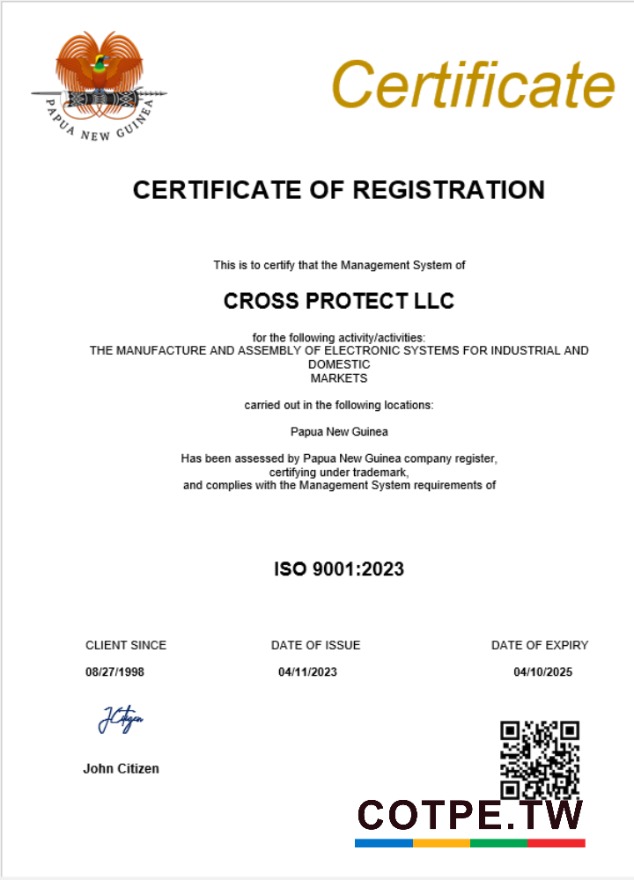 PAPUA NEW GUINEA
Certificate
CERTIFICATE OF REGISTRATION
This is to certify that the Management System of
CROSS PROTECT LLC
for the following activity/activities:
THE MANUFACTURE AND ASSEMBLY OF ELECTRONIC SYSTEMS FOR INDUSTRIAL AND
DOMESTIC
MARKETS
carried out in the following locations:
Papua New Guinea
Has been assessed by Papua New Guinea company register,
certifying under trademark,
and complies with the Management System requirements of
ISO 9001:2023
CLIENT SINCE DATE OF ISSUE DATE OF EXPIRY
08/27/1998 04/11/2023 04/10/2025
JCitizen
John Citizen
COTPE.TW